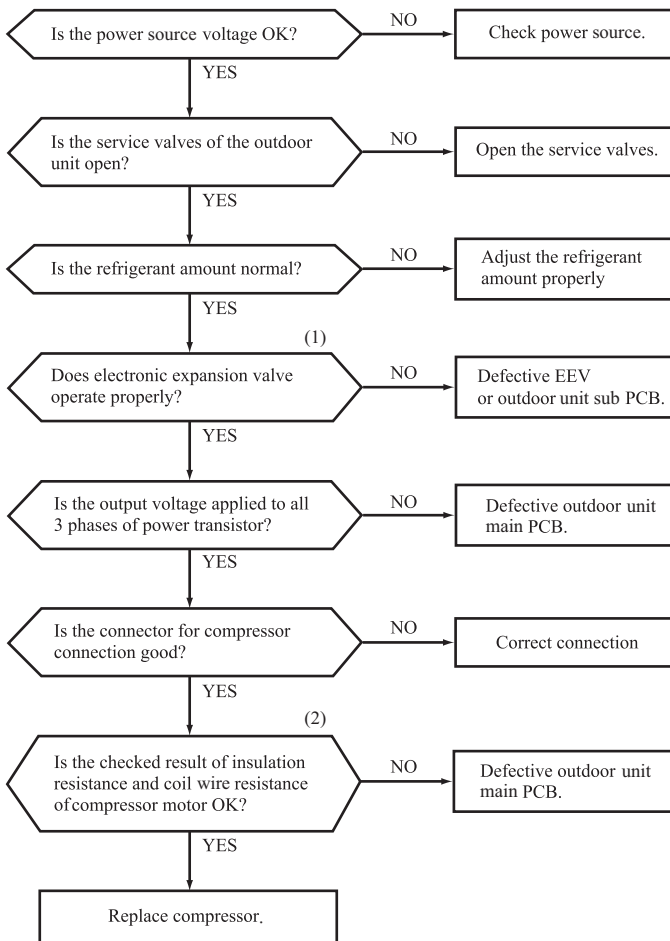 Is the power source voltage OK?
NO
Check power source.
YES
Is the service valves of the outdoor
unit open?
NO
Open the service valves.
YES
Is the refrigerant amount normal?
NO
Adjust the refrigerant
amount properly
YES
(1)
Does electronic expansion valve
operate properly?
NO
Defective EEV
or outdoor unit sub PCB.
YES
Is the output voltage applied to all
3 phases of power transistor?
NO
Defective outdoor unit
main PCB.
YES
Is the connector for compressor
connection good?
NO
Correct connection
YES
(2)
Is the checked result of insulation
resistance and coil wire resistance
of compressor motor OK?
NO
Defective outdoor unit
main PCB.
YES
Replace compressor.